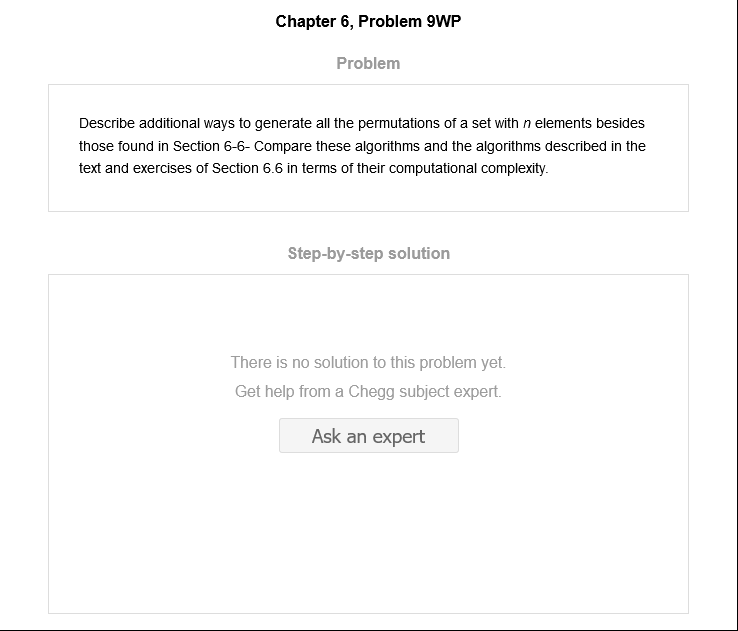 Chapter 6, Problem 9WP
Problem
Describe additional ways to generate all the permutations of a set with n elements besides
those found in Section 6-6- Compare these algorithms and the algorithms described in the
text and exercises of Section 6.6 in terms of their computational complexity.
Step-by-step solution
There is no solution to this problem yet.
Get help from a Chegg subject expert.
Ask an expert